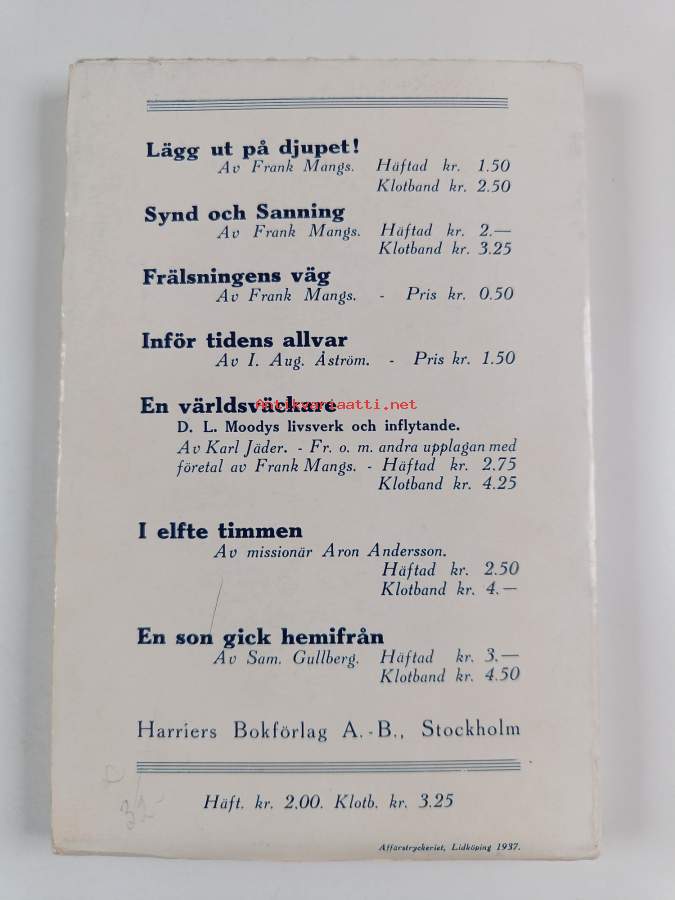 Lägg ut på djupet!
Av Frank Mangs. Häftad kr. 1.50
Klotband kr. 2.50
Synd och Sanning
Av Frank Mangs. Häftad kr. 2.—
Klotband kr. 3.25
Frälsningens väg
Av Frank Mangs. - Pris kr. 0.50
Inför tidens allvar
Av I. Aug. Åström. - Pris kr. 1.50
En världsväckare
Antikvariaatti.net
D. L. Moodys livsverk och inflytande.
Av Karl Jäder. - Fr. o. m. andra upplagan med
företal av Frank Mangs. - Häftad kr. 2.75
Klotband kr. 4.25
I elfte timmen
Av missionär Aron Andersson.
Häftad kr. 2.50
Klotband kr. 4.—
En son gick hemifrån
Av Sam. Gullberg. Häftad kr. 3.—
Klotband kr. 4.50
Harriers Bokförlag A.-B., Stockholm
Häft. kr. 2.00. Klotb. kr. 3.25
32-
Affärstryckeriet, Lidköping 1937.